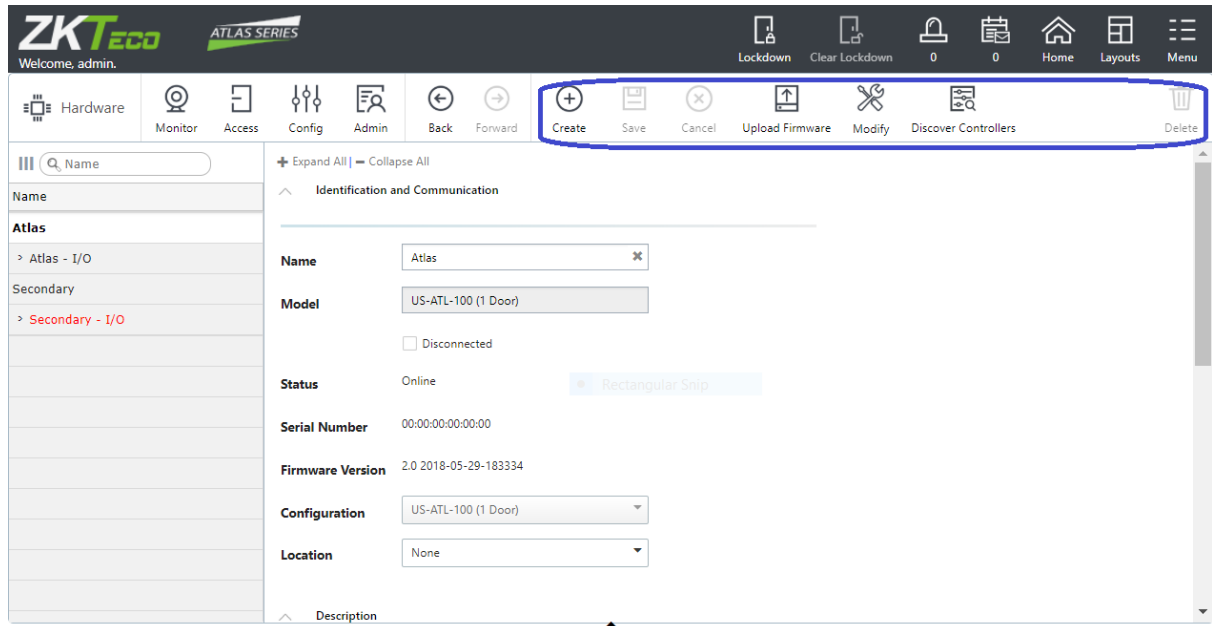 ZKTeco ATLAS SERIES
Welcome, admin.
Lockdown Clear Lockdown 0 0 Home Layouts Menu
Hardware Monitor Access Config Admin Back Forward Create Save Cancel Upload Firmware Modify Discover Controllers Delete
Name
Expand All | Collapse All
Name
Identification and Communication
Atlas
> Atlas - I/O
Secondary
> Secondary - I/O
Name Atlas
Model US-ATL-100 (1 Door)
Disconnected
Status Online
Rectangular Snip
Serial Number 00:00:00:00:00:00
Firmware Version 2.0 2018-05-29-183334
Configuration US-ATL-100 (1 Door)
Location None
Description